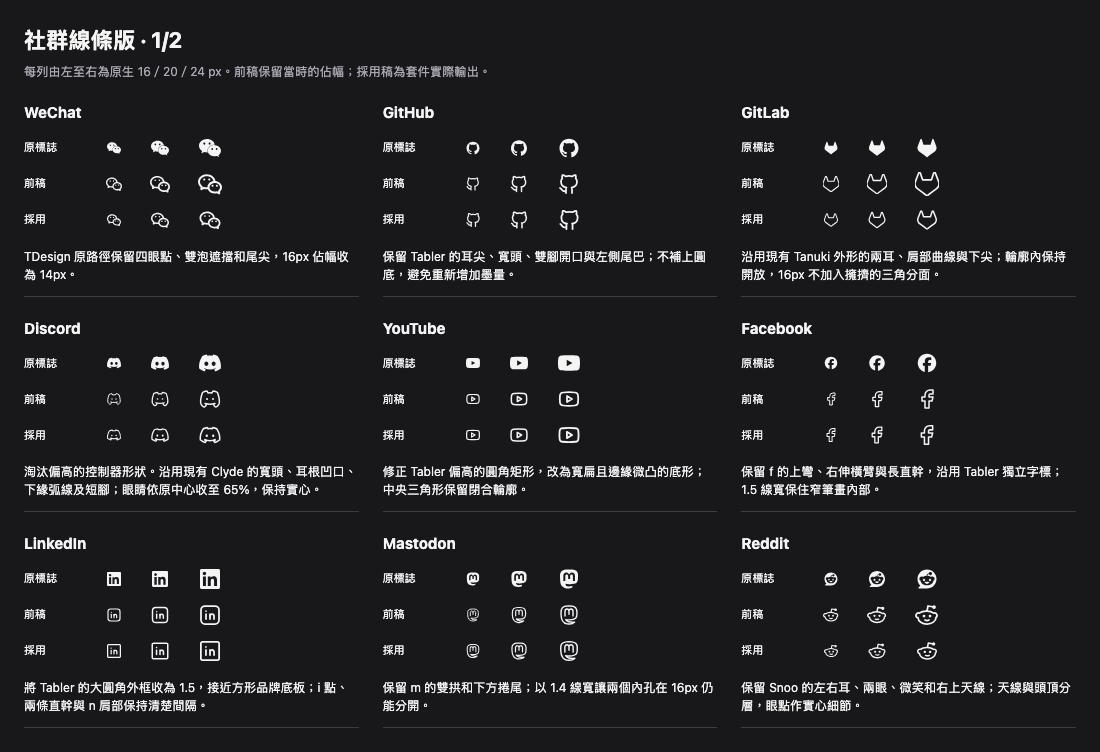 社群線條版 · 1/2
每列由左至右為原生 16 / 20 / 24 px。前稿保留當時的佔幅；採用稿為套件實際輸出。
WeChat
原標誌
前稿
採用
TDesign 原路徑保留四眼點、雙泡遮擋和尾尖，16px 佔幅收
為 14px。
GitHub
原標誌
前稿
採用
保留 Tabler 的耳尖、寬頭、雙腳開口與左側尾巴；不補上圓
底，避免重新增加墨量。
GitLab
原標誌
前稿
採用
沿用現有 Tanuki 外形的兩耳、肩部曲線與下尖；輪廓內保持
開放，16px 不加入擁擠的三角分面。
Discord
原標誌
前稿
採用
淘汰偏高的控制器形狀。沿用現有 Clyde 的寬頭、耳根凹口、
下緣弧線及短腳；眼睛依原中心收至 65%，保持實心。
YouTube
原標誌
前稿
採用
修正 Tabler 偏高的圓角矩形，改為寬扁且邊緣微凸的底形；
中央三角形保留閉合輪廓。
Facebook
原標誌
前稿
採用
保留 f 的上彎、右伸橫臂與長直幹，沿用 Tabler 獨立字標；
1.5 線寬保住窄筆畫內部。
LinkedIn
原標誌
前稿
採用
將 Tabler 的大圓角外框收為 1.5，接近方形品牌底板；i 點、
兩條直幹與 n 肩部保持清楚間隔。
Mastodon
原標誌
前稿
採用
保留 m 的雙拱和下方捲尾；以 1.4 線寬讓兩個內孔在 16px 仍
能分開。
Reddit
原標誌
前稿
採用
保留 Snoo 的左右耳、兩眼、微笑和右上天線；天線與頭頂分
層，眼點作實心細節。